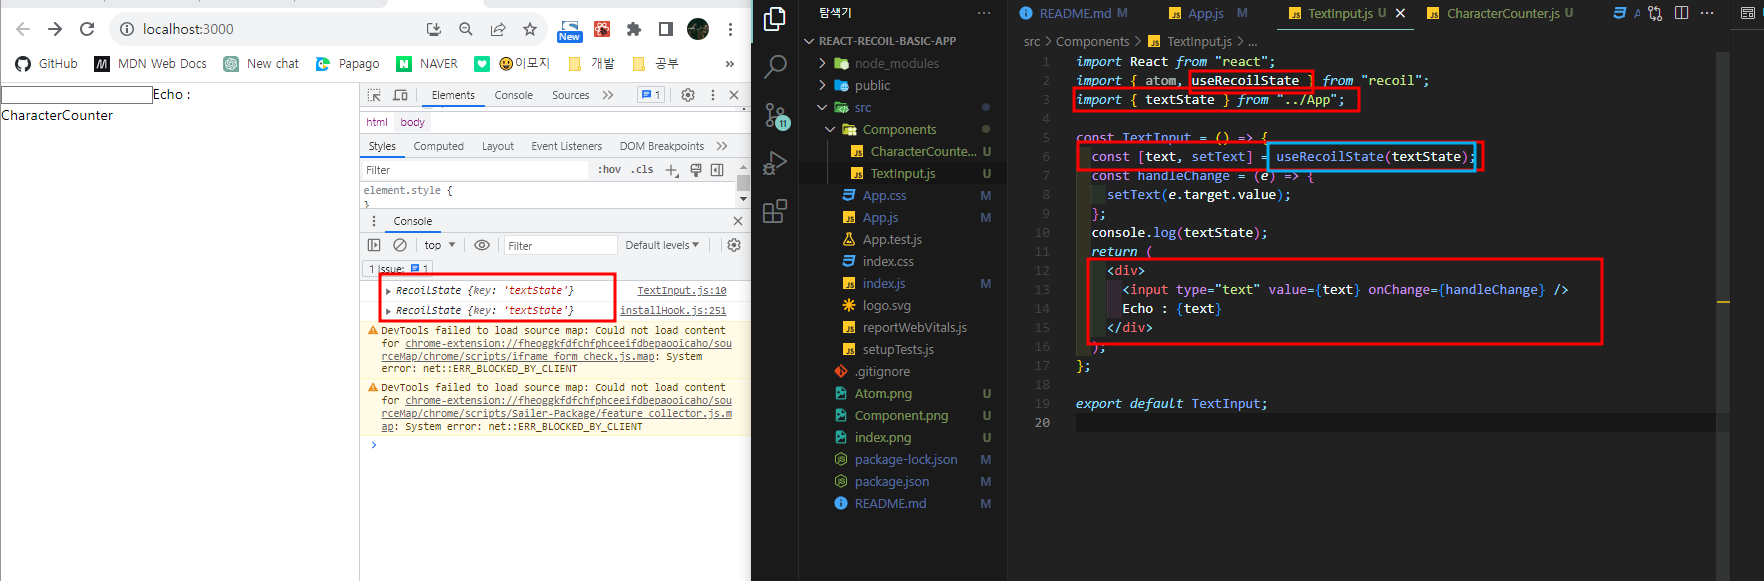 localhost:3000
New
GitHub MDN Web Docs New chat Papago NAVER 이모지 개발 공부 »
Echo :
CharacterCounter
Elements Console Sources » 1
html body
Styles Computed Layout Event Listeners DOM Breakpoints »
Filter :hov .cls
element.style {
}
Console
top Filter Default levels
1 Issue: 1
RecoilState {key: 'textState'} TextInput.js:10
RecoilState {key: 'textState'} installHook.js:251
DevTools failed to load source map: Could not load content
for chrome-extension://fheoggkfdfchfphceeifdbepaooicaho/sou
rceMap/chrome/scripts/iframe_form_check.js.map: System
error: net::ERR_BLOCKED_BY_CLIENT
DevTools failed to load source map: Could not load content
for chrome-extension://fheoggkfdfchfphceeifdbepaooicaho/sou
rceMap/chrome/scripts/Sailer-Package/feature_collector.js.m
ap: System error: net::ERR_BLOCKED_BY_CLIENT
11
탐색기 ...
REACT-RECOIL-BASIC-APP
node_modules
public
src
Components
CharacterCounte... U
TextInput.js U
App.css M
App.js M
App.test.js
index.css
index.js M
logo.svg
reportWebVitals.js
setupTests.js
.gitignore
Atom.png U
Component.png U
index.png U
package-lock.json M
package.json M
README.md M
README.md M App.js M TextInput.js U CharacterCounter.js U A ...
src > Components > TextInput.js > ...
1 import React from "react";
2 import { atom, useRecoilState } from "recoil";
3 import { textState } from "../App";
4
5 const TextInput = () => {
6 const [text, setText] = useRecoilState(textState);
7 const handleChange = (e) => {
8 setText(e.target.value);
9 };
10 console.log(textState);
11 return (
12 <div>
13 <input type="text" value={text} onChange={handleChange} />
14 Echo : {text}
15 </div>
16 );
17 };
18
19 export default TextInput;
20